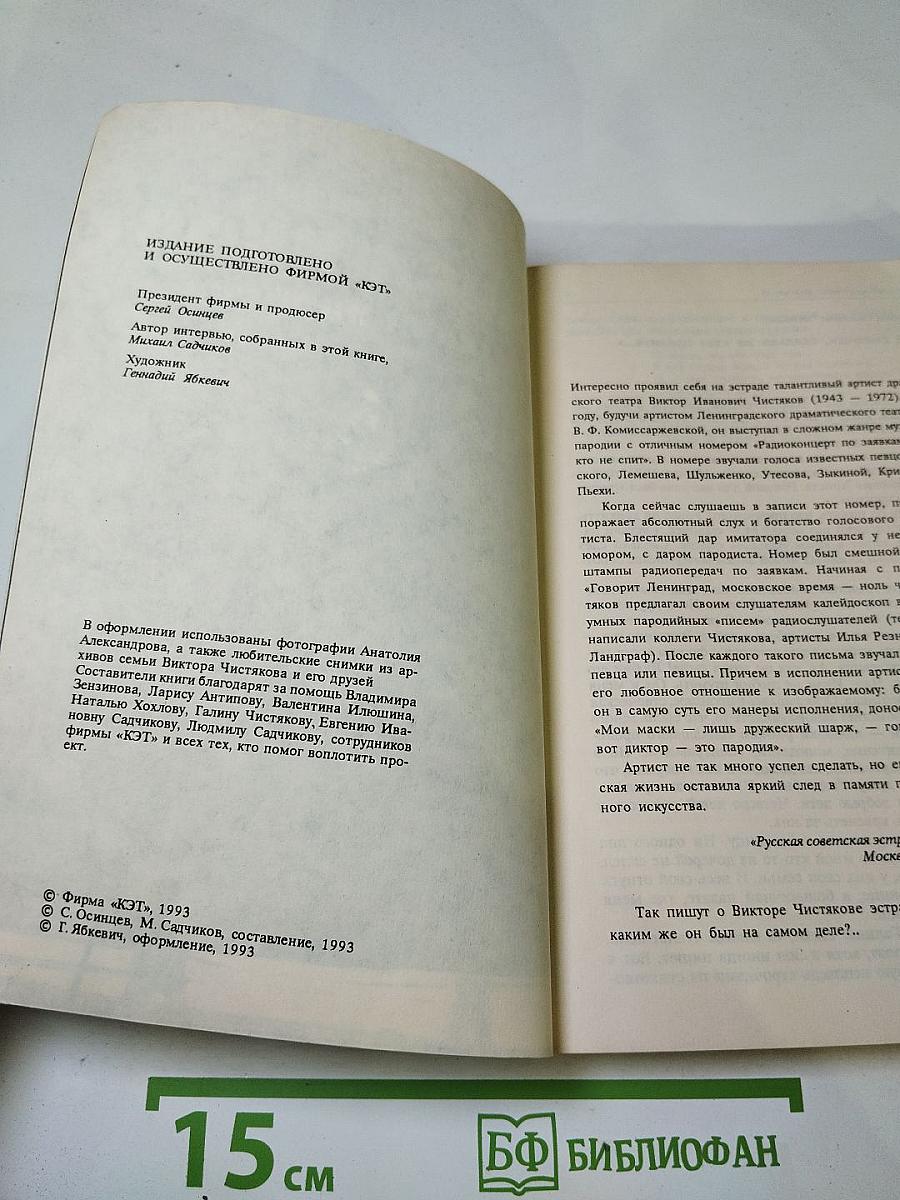 ИЗДАНИЕ ПОДГОТОВЛЕНО
И ОСУЩЕСТВЛЕНО ФИРМОЙ «КЭТ»
Президент фирмы и продюсер
Сергей Осинцев
Автор интервью, собранных в этой книге,
Михаил Садчиков
Художник
Геннадий Ябкевич
В оформлении использованы фотографии Анатолия
Александрова, а также любительские снимки из ар-
хивов семьи Виктора Чистякова и его друзей
Составители книги благодарят за помощь Владимира
Зензинова, Ларису Антипову, Валентина Илюшина,
Наталью Хохлову, Галину Чистякову, Евгению Ива-
новну Садчикову, Людмилу Садчикову, сотрудников
фирмы «КЭТ» и всех тех, кто помог воплотить про-
ект.
© Фирма «КЭТ», 1993
© С. Осинцев, М. Садчиков, составление, 1993
© Г. Ябкевич, оформление, 1993
Интересно проявил себя на эстраде талантливый артист
ского театра Виктор Иванович Чистяков (1943 — 1972)
году, будучи артистом Ленинградского драматического
В. Ф. Комиссаржевской, он выступал в сложном жанре
пародии с отличным номером «Радиоконцерт по заявкам
кто не спит». В номере звучали голоса известных
ского, Лемешева, Шульженко, Утесова, Зыкиной,
Пьехи.
Когда сейчас слушаешь в записи этот номер,
поражает абсолютный слух и богатство голосового
тиста. Блестящий дар имитатора соединялся у
юмором, с даром пародиста. Номер был смешной
штампы радиопередач по заявкам. Начиная с
«Говорит Ленинград, московское время — ноль
тяков предлагал своим слушателям калейдоскоп
умных пародийных «писем» радиослушателей
написали коллеги Чистякова, артисты Илья
Ландграф). После каждого такого письма
певца или певицы. Причем в исполнении
его любовное отношение к изображаемому:
он в самую суть его манеры исполнения,
«Мои маски — лишь дружеский шарж, —
вот диктор — это пародия».
Артист не так много успел сделать, но
ская жизнь оставила яркий след в памяти
ного искусства.
«Русская советская
Так пишут о Викторе Чистякове
каким же он был на самом деле?..
15 см
БФ БИБЛИОФАН